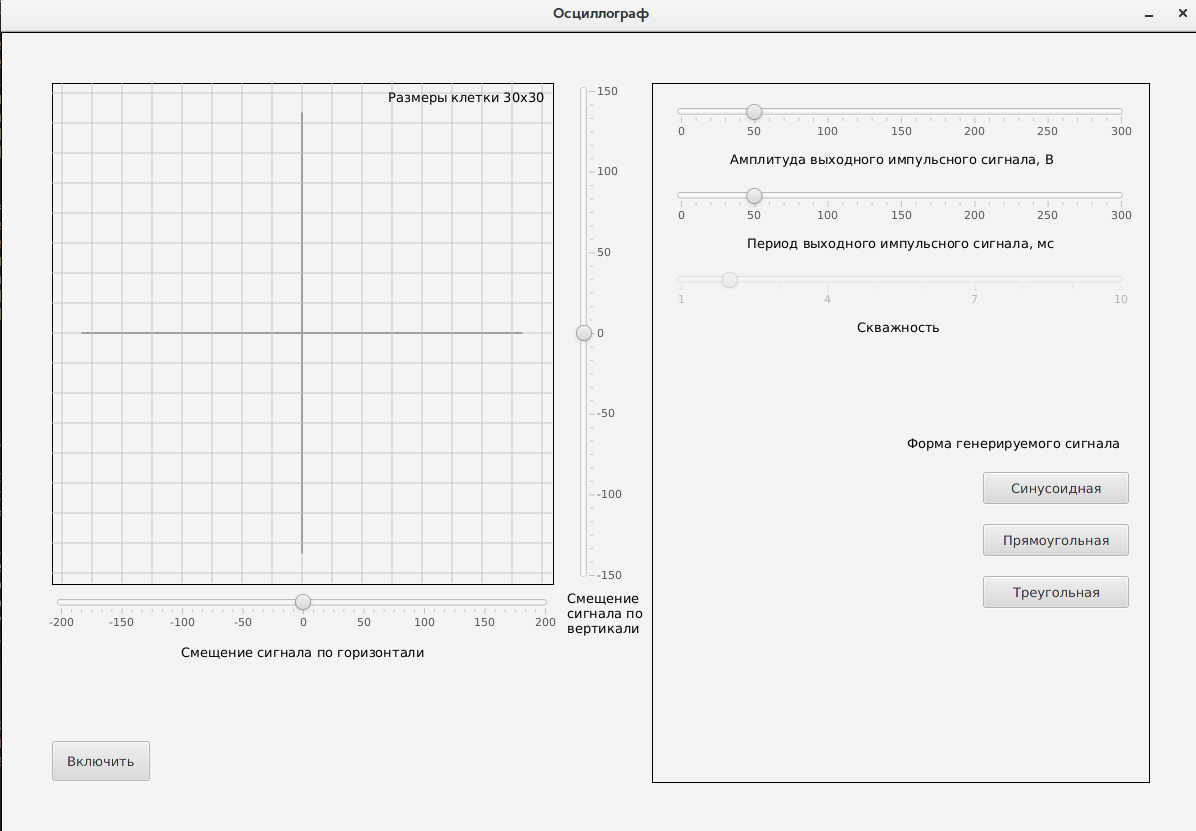 Осциллограф
Размеры клетки 30x30
150
100
50
0
-50
-100
-150
-200 -150 -100 -50 0 50 100 150 200
Смещение сигнала по горизонтали
Смещение
сигнала по
вертикали
Включить
0 50 100 150 200 250 300
Амплитуда выходного импульсного сигнала, В
0 50 100 150 200 250 300
Период выходного импульсного сигнала, мс
1 4 7 10
Скважность
Форма генерируемого сигнала
Синусоидная
Прямоугольная
Треугольная